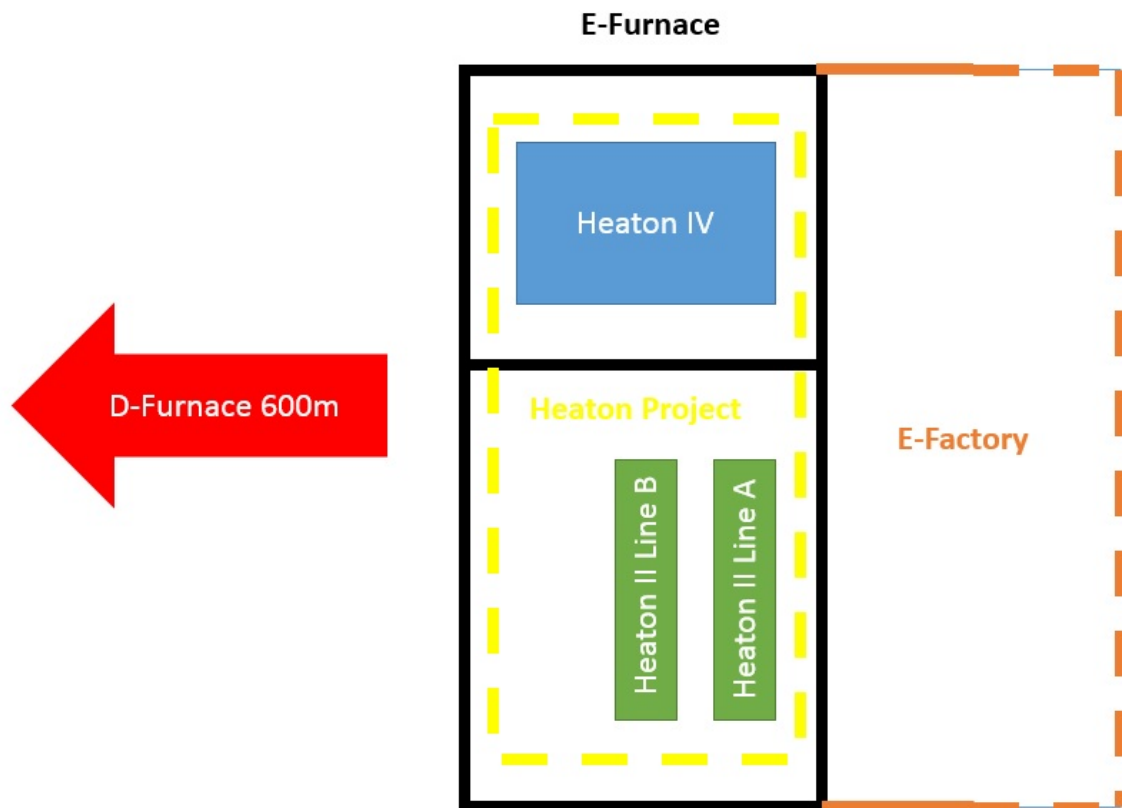 E-Furnace
Heaton IV
D-Furnace 600m
Heaton Project
E-Factory
Heaton II Line B
Heaton II Line A